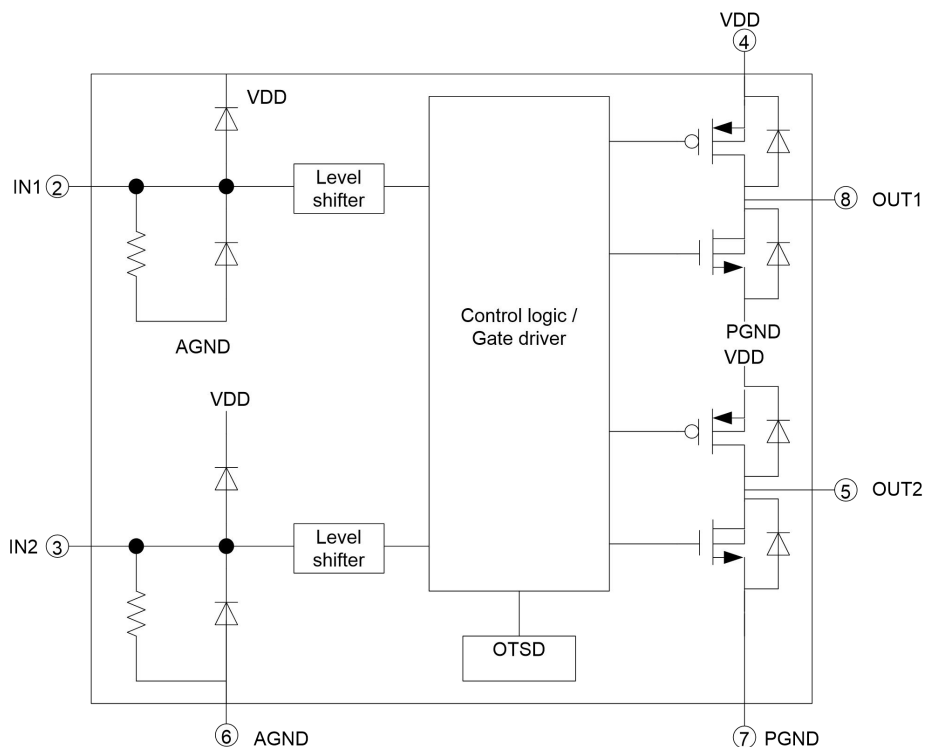 VDD
4
VDD
IN1 2
Level
shifter
8 OUT1
Control logic /
Gate driver
AGND
PGND
VDD
VDD
5 OUT2
IN2 3
Level
shifter
OTSD
6 AGND
7 PGND